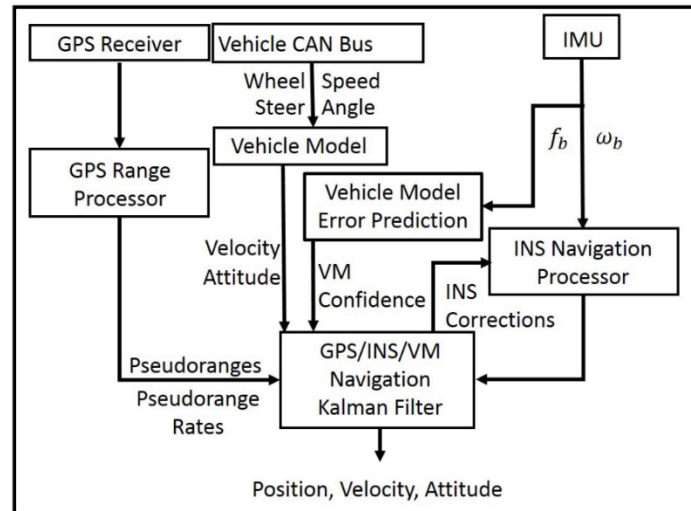 GPS Receiver
Vehicle CAN Bus
IMU
Wheel Speed
Steer Angle
f_b ω_b
GPS Range
Processor
Vehicle Model
Vehicle Model
Error Prediction
INS Navigation
Processor
Velocity
Attitude
VM
Confidence
INS
Corrections
GPS/INS/VM
Navigation
Kalman Filter
Pseudoranges
Pseudorange
Rates
Position, Velocity, Attitude